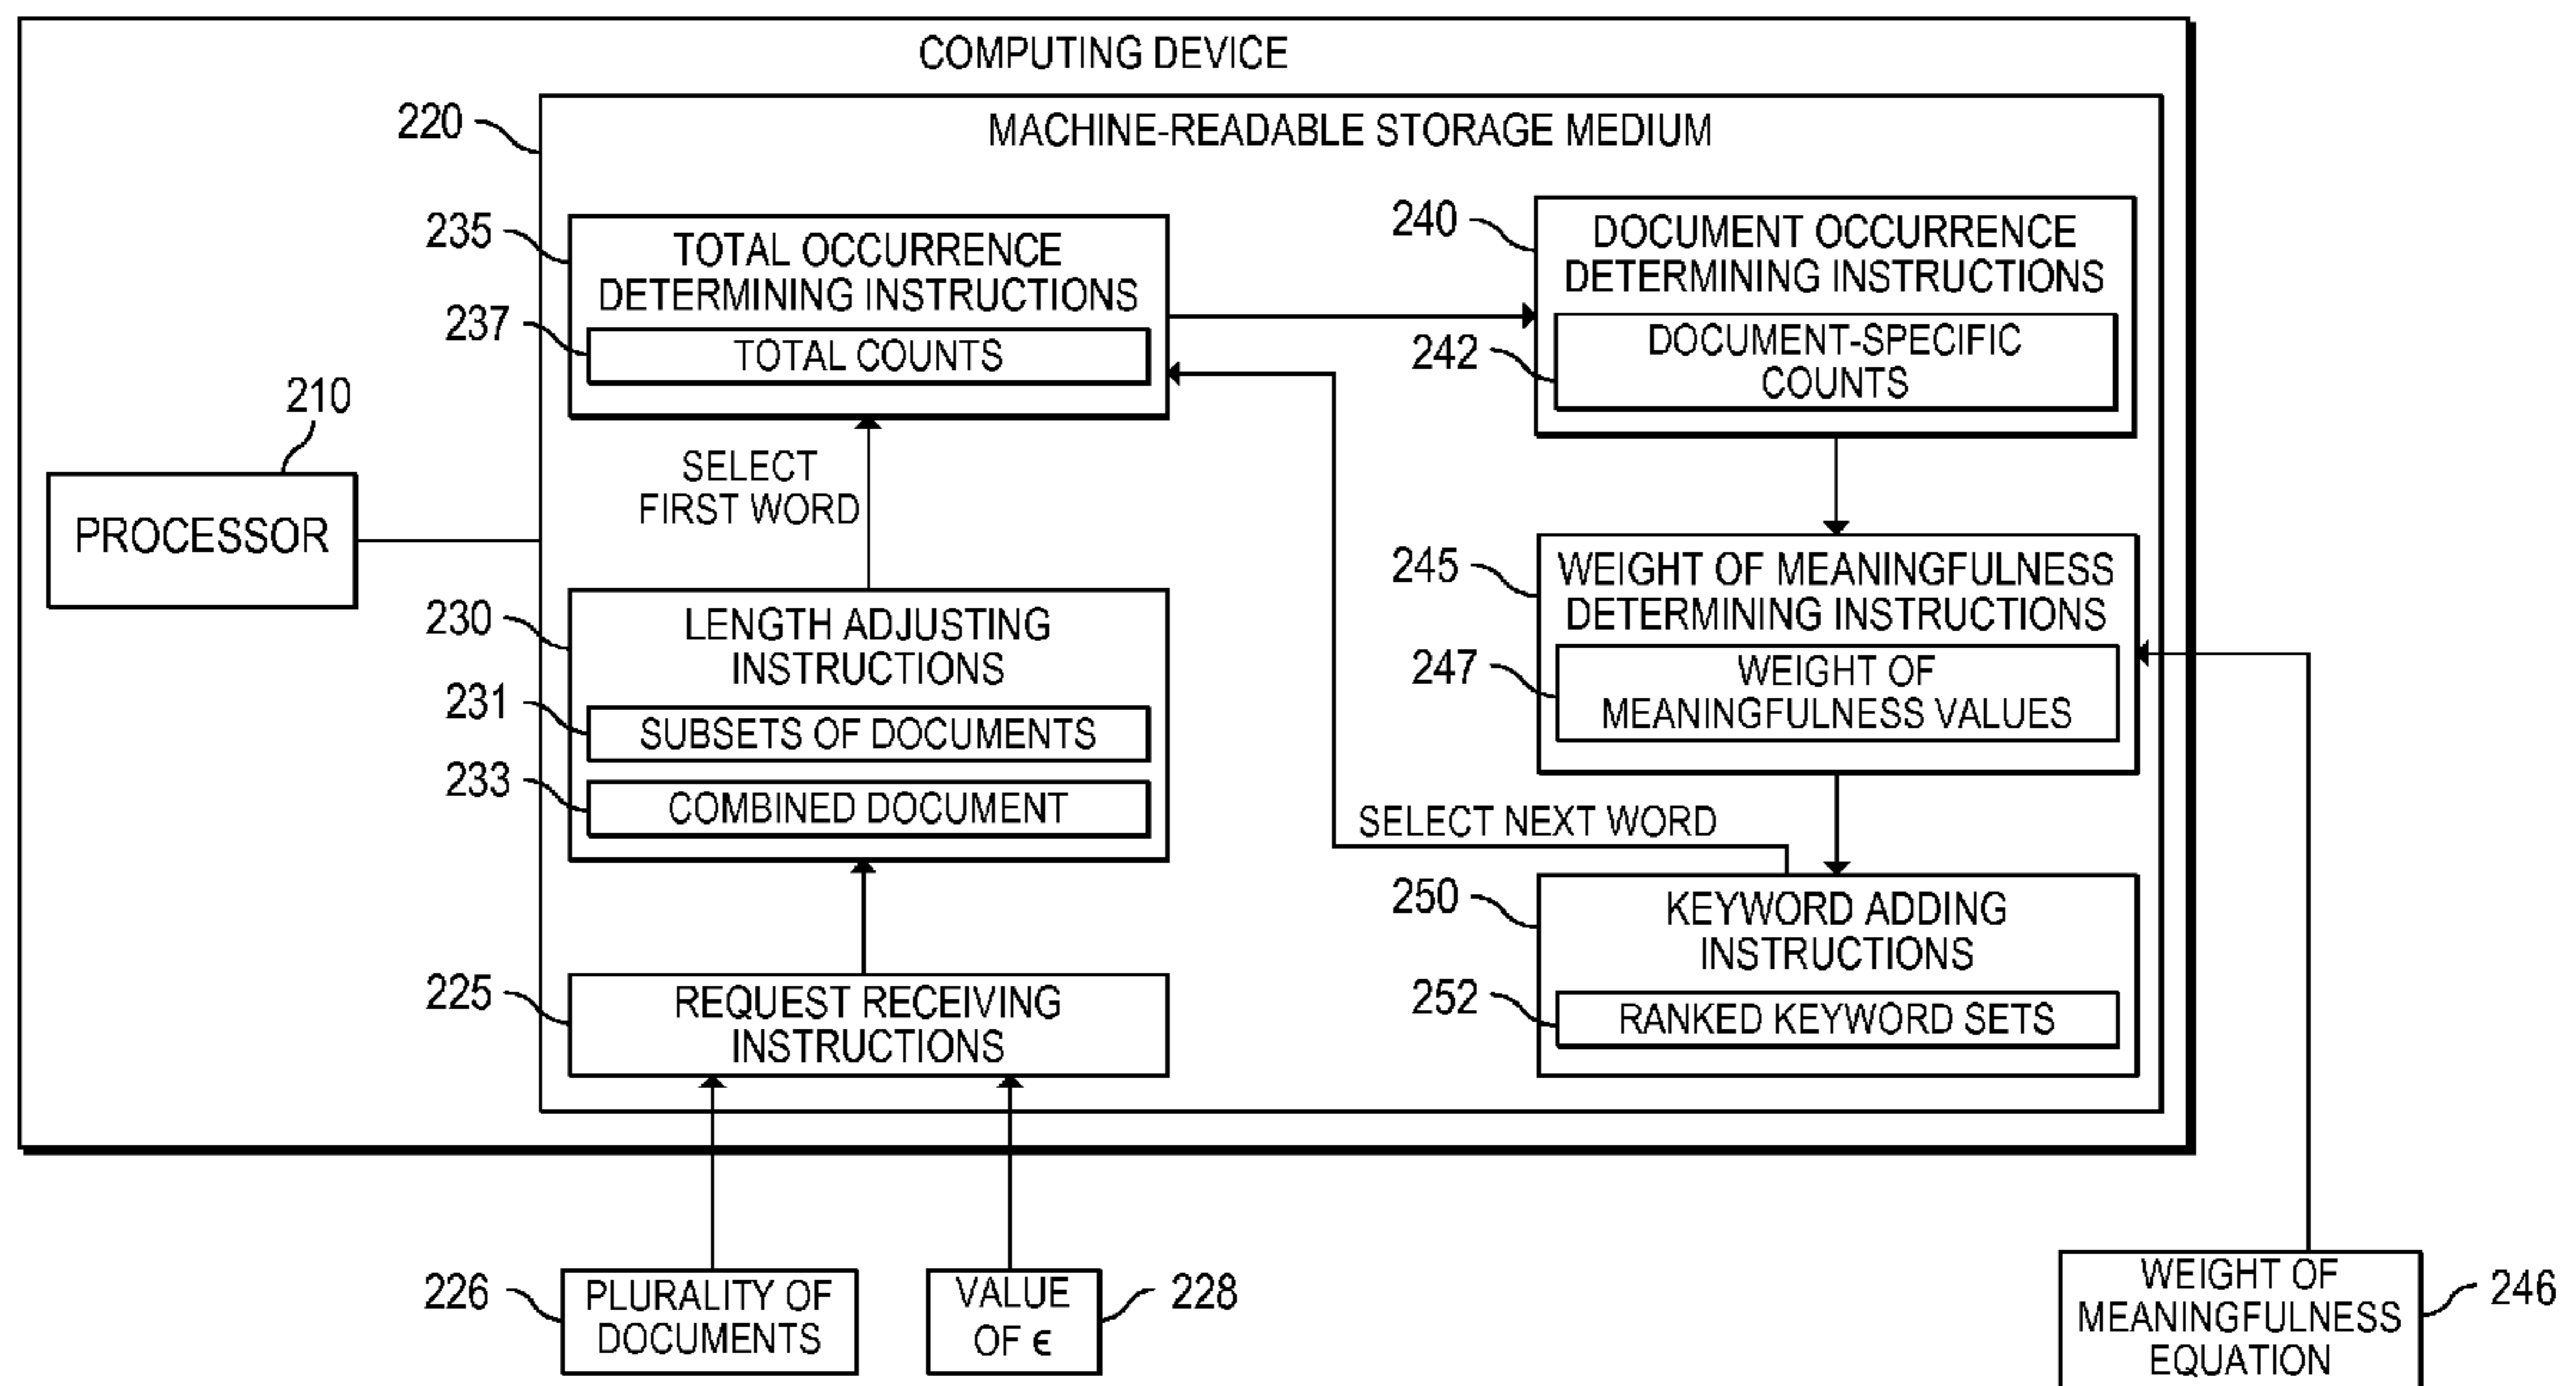 COMPUTING DEVICE
220
MACHINE-READABLE STORAGE MEDIUM
235
TOTAL OCCURRENCE
DETERMINING INSTRUCTIONS
237
TOTAL COUNTS
240
DOCUMENT OCCURRENCE
DETERMINING INSTRUCTIONS
242
DOCUMENT-SPECIFIC
COUNTS
210
PROCESSOR
SELECT
FIRST WORD
230
LENGTH ADJUSTING
INSTRUCTIONS
231
SUBSETS OF DOCUMENTS
233
COMBINED DOCUMENT
245
WEIGHT OF MEANINGFULNESS
DETERMINING INSTRUCTIONS
247
WEIGHT OF
MEANINGFULNESS VALUES
SELECT NEXT WORD
225
REQUEST RECEIVING
INSTRUCTIONS
250
KEYWORD ADDING
INSTRUCTIONS
252
RANKED KEYWORD SETS
226
PLURALITY OF
DOCUMENTS
VALUE
OF ϵ
228
WEIGHT OF
MEANINGFULNESS
EQUATION
246